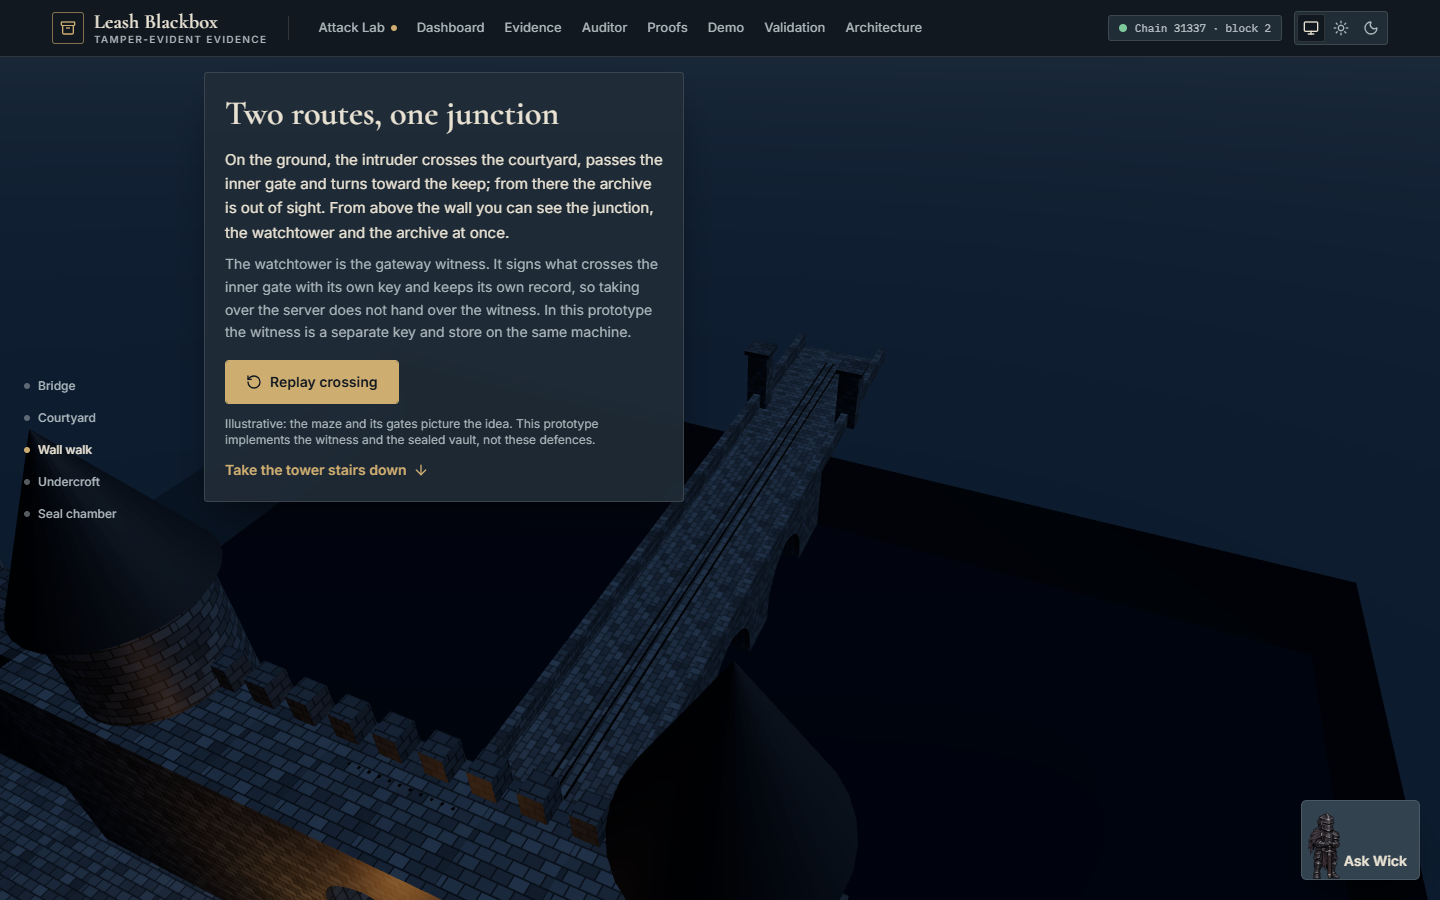 Leash Blackbox
TAMPER-EVIDENT EVIDENCE
Attack Lab
Dashboard
Evidence
Auditor
Proofs
Demo
Validation
Architecture
Chain 31337 · block 2
Two routes, one junction
On the ground, the intruder crosses the courtyard, passes the
inner gate and turns toward the keep; from there the archive
is out of sight. From above the wall you can see the junction,
the watchtower and the archive at once.
The watchtower is the gateway witness. It signs what crosses the
inner gate with its own key and keeps its own record, so taking
over the server does not hand over the witness. In this prototype
the witness is a separate key and store on the same machine.
Replay crossing
Illustrative: the maze and its gates picture the idea. This prototype
implements the witness and the sealed vault, not these defences.
Take the tower stairs down
Bridge
Courtyard
Wall walk
Undercroft
Seal chamber
Ask Wick